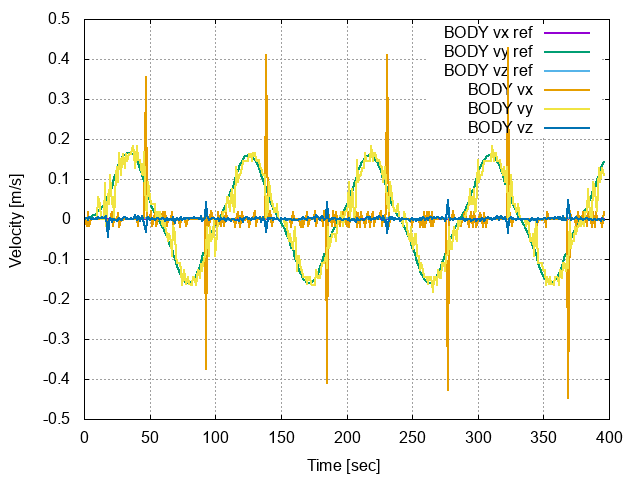 0.5
0.4
0.3
0.2
0.1
0
-0.1
-0.2
-0.3
-0.4
-0.5
Velocity [m/s]
BODY vx ref
BODY vy ref
BODY vz ref
BODY vx
BODY vy
BODY vz
0 50 100 150 200 250 300 350 400
Time [sec]